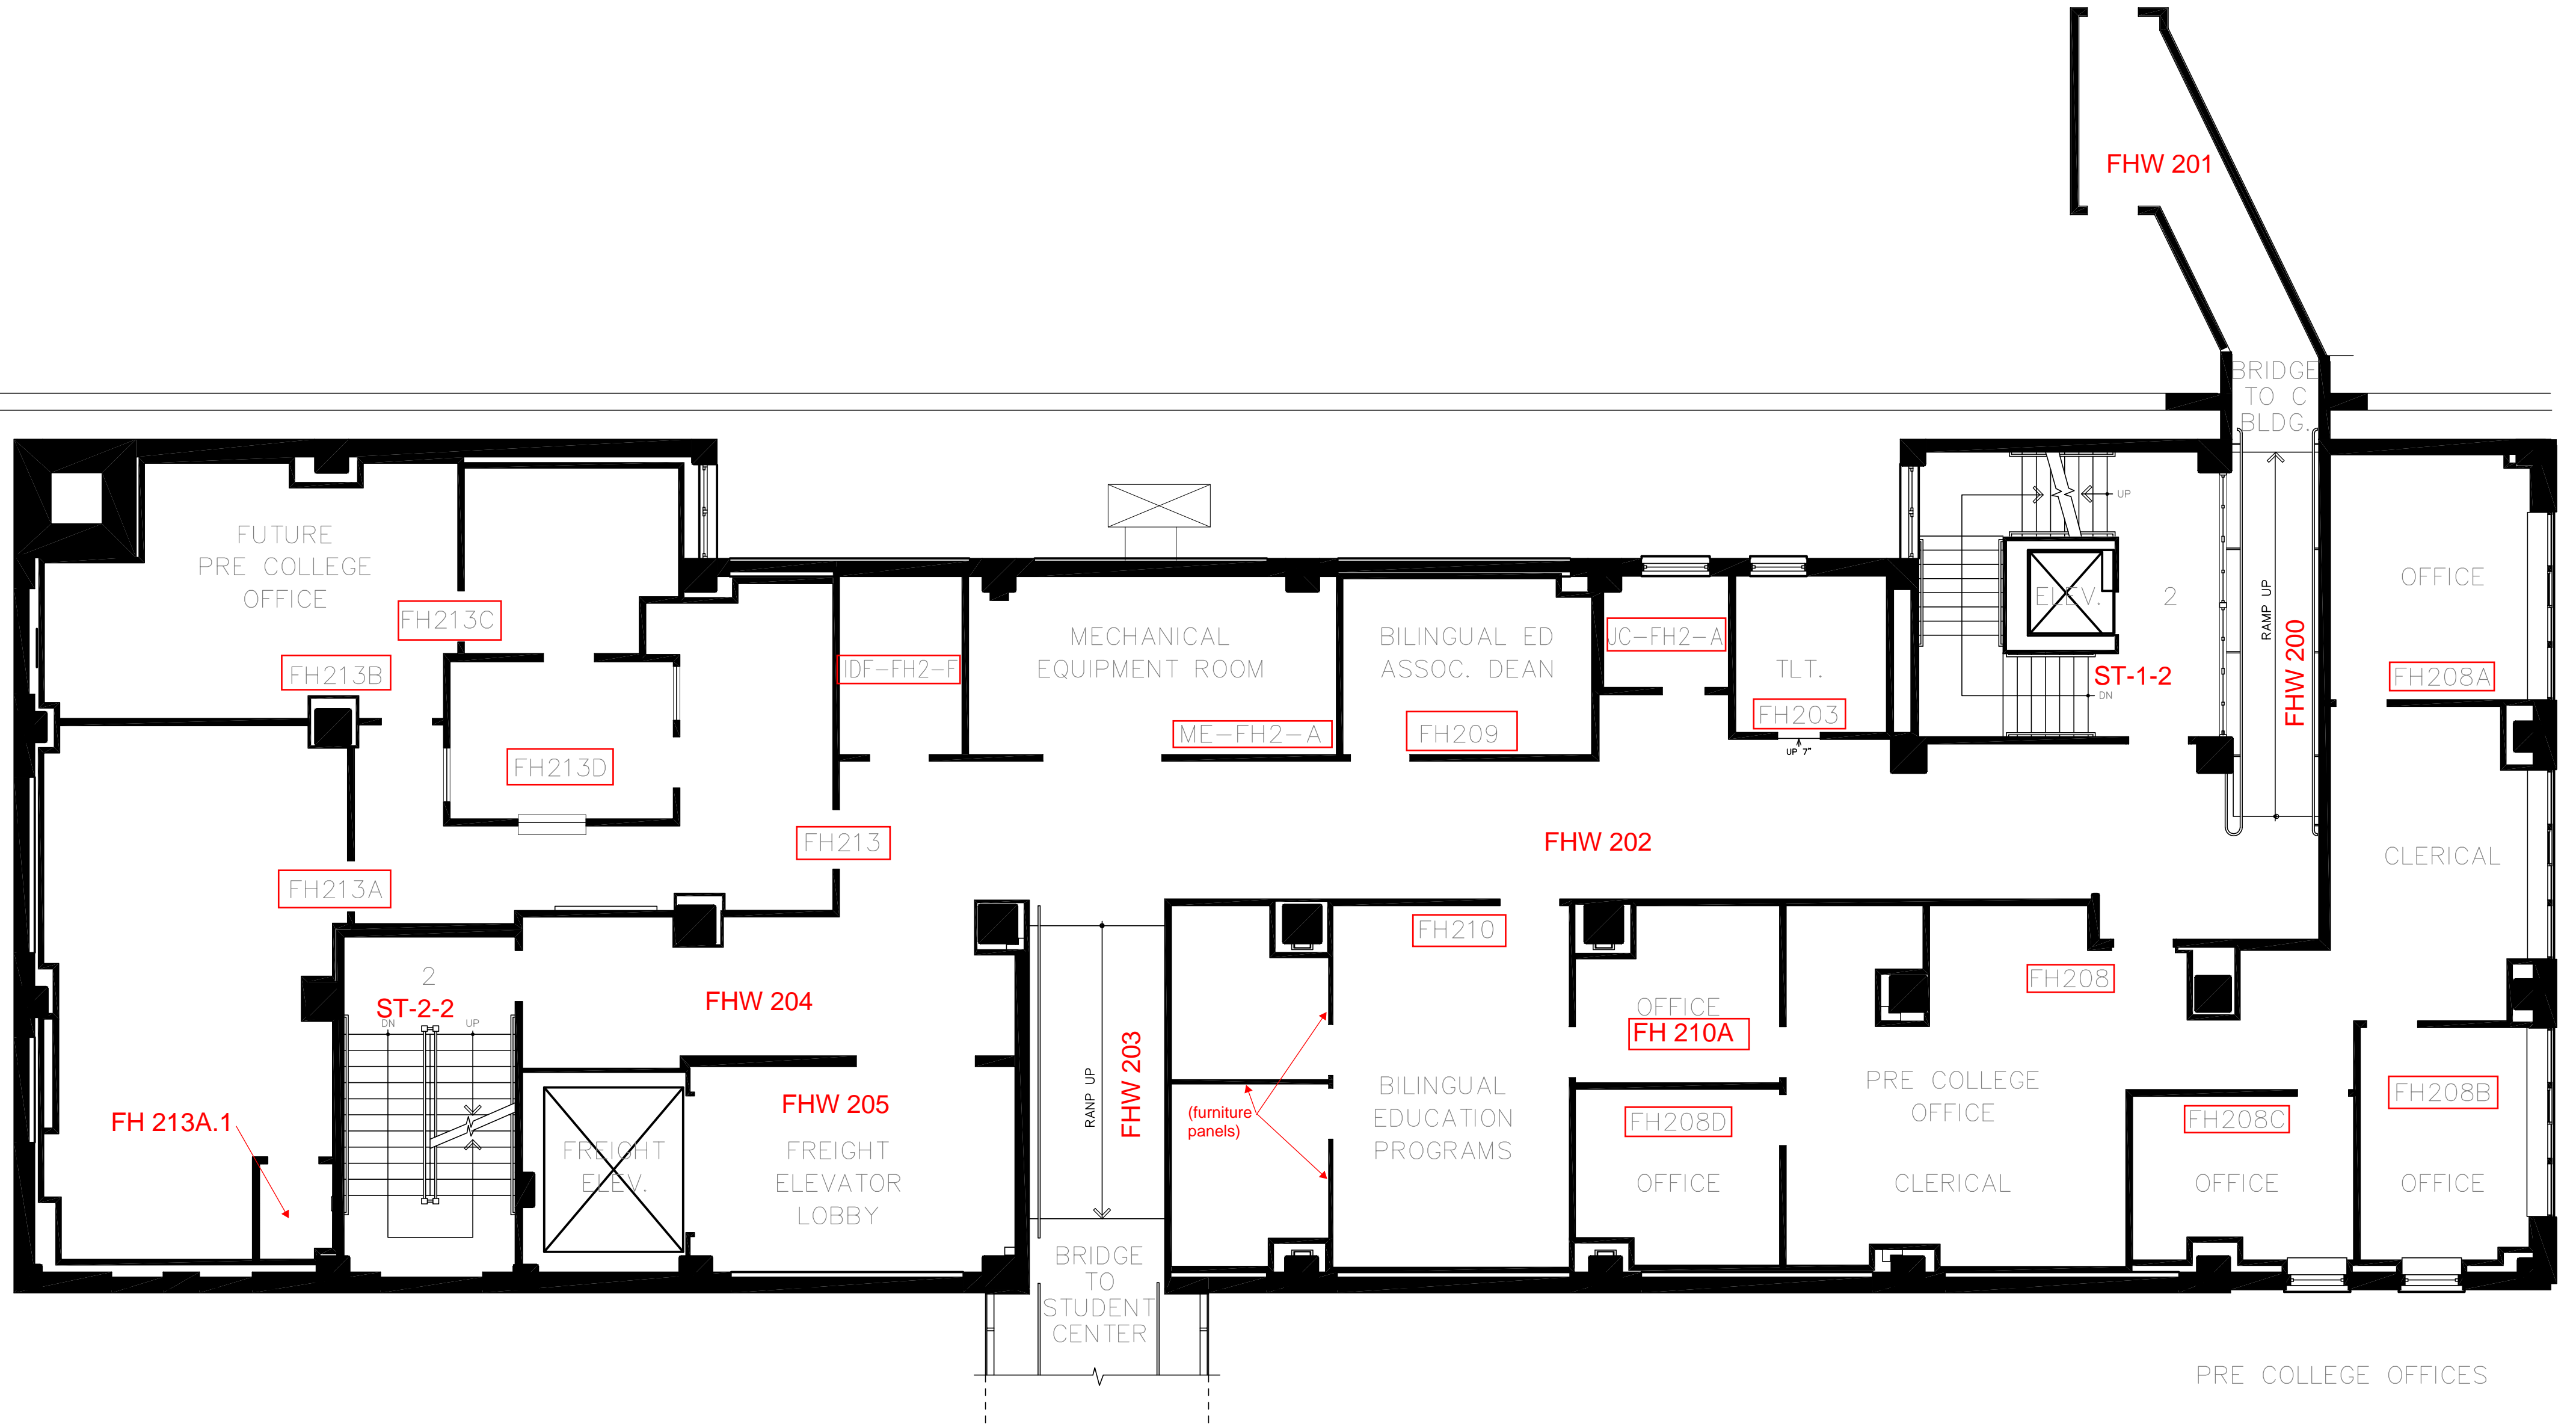 FHW 201
BRIDGE
TO C
BLDG.
UP
FUTURE
PRE COLLEGE
OFFICE
FH213C
FH213B
FH213D
FH213
FH213A
IDF-FH2-F
MECHANICAL
EQUIPMENT ROOM
ME-FH2-A
BILINGUAL ED
ASSOC. DEAN
FH209
JC-FH2-A
TLT.
FH203
UP 7"
ELEV.
2
ST-1-2
DN
RAMP UP
FHW 200
OFFICE
FH208A
CLERICAL
FHW 202
2
ST-2-2
DN
UP
FH 213A.1
FHW 204
FHW 205
FREIGHT
ELEV.
FREIGHT
ELEVATOR
LOBBY
RANP UP
FHW 203
BRIDGE
TO
STUDENT
CENTER
(furniture
panels)
FH210
BILINGUAL
EDUCATION
PROGRAMS
OFFICE
FH 210A
FH208D
OFFICE
FH208
PRE COLLEGE
OFFICE
CLERICAL
FH208C
OFFICE
FH208B
OFFICE
PRE COLLEGE OFFICES